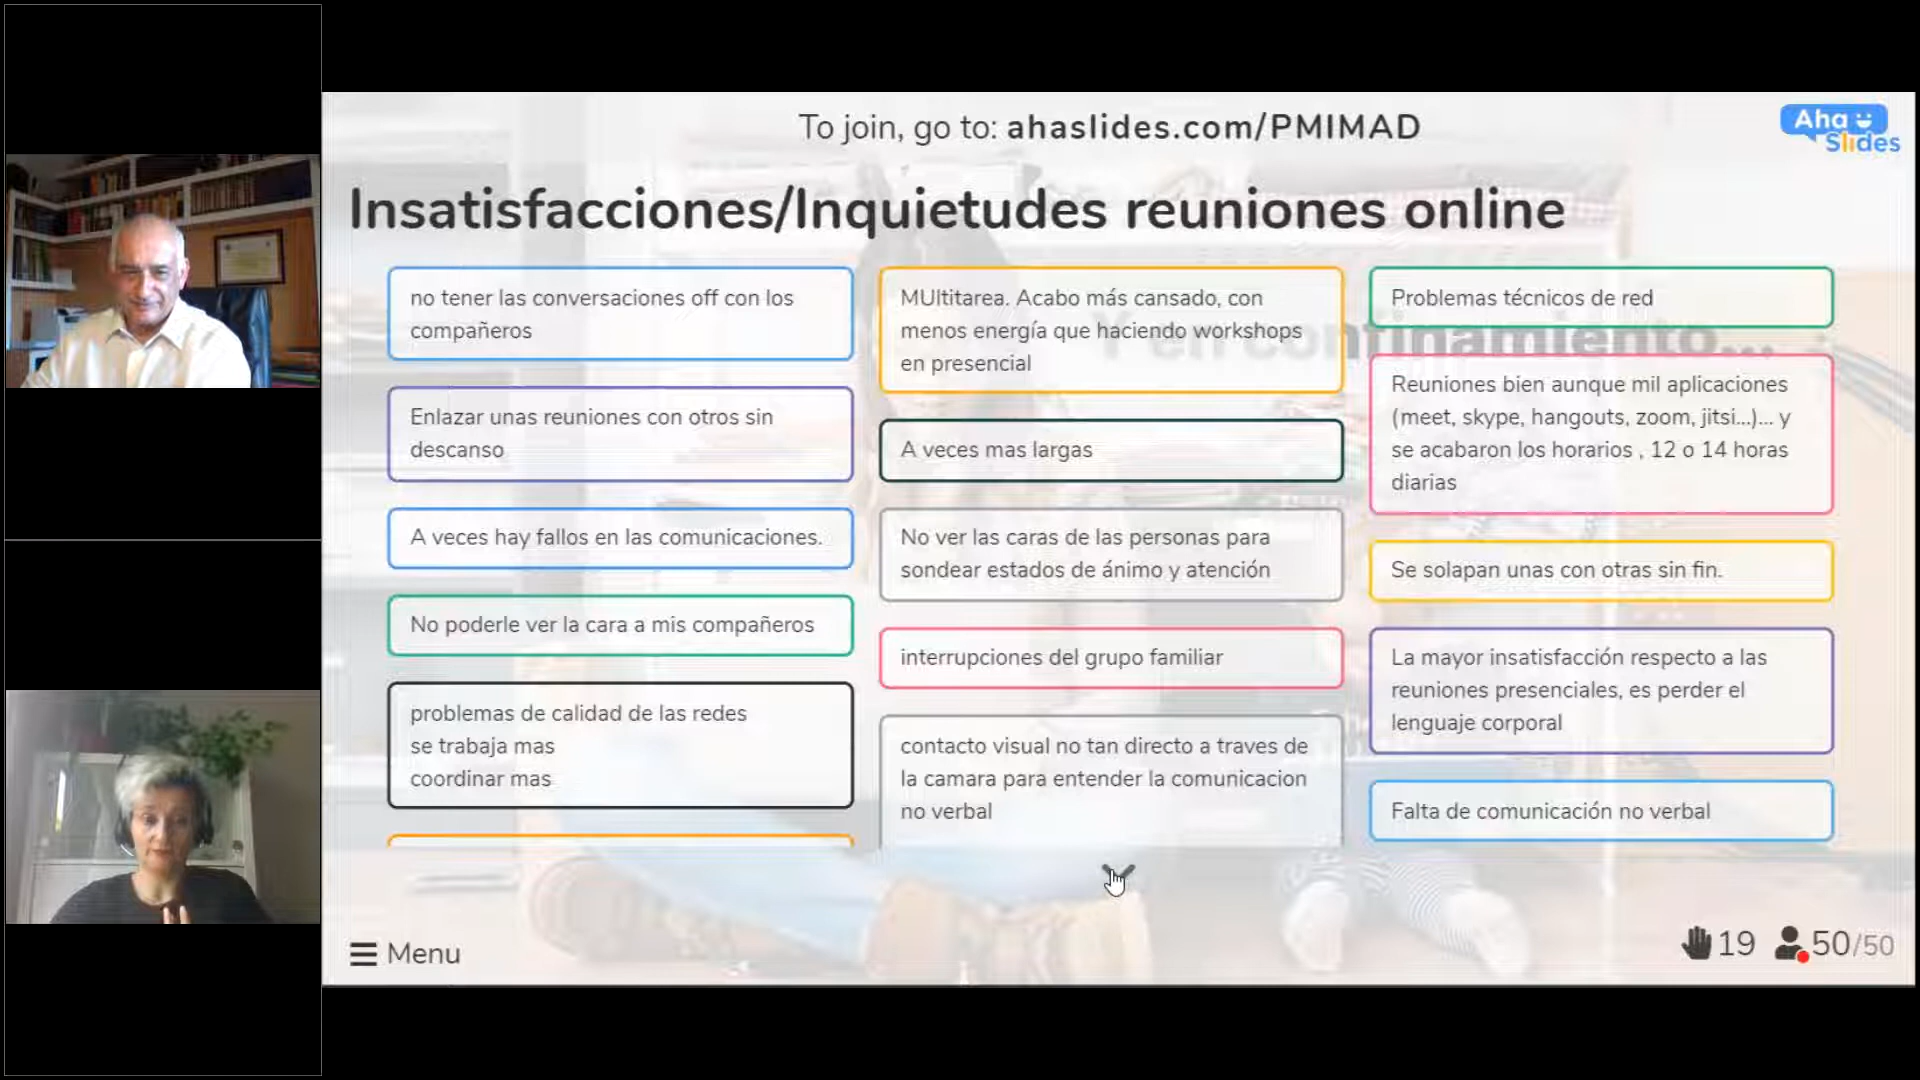 To join, go to: ahaslides.com/PMIMAD
Aha
Slides
Insatisfacciones/Inquietudes reuniones online
no tener las conversaciones off con los
compañeros
Enlazar unas reuniones con otros sin
descanso
A veces hay fallos en las comunicaciones.
No poderle ver la cara a mis compañeros
problemas de calidad de las redes
se trabaja mas
coordinar mas
MUltitarea. Acabo más cansado, con
menos energía que haciendo workshops
en presencial
A veces mas largas
No ver las caras de las personas para
sondear estados de ánimo y atención
interrupciones del grupo familiar
contacto visual no tan directo a traves de
la camara para entender la comunicacion
no verbal
Problemas técnicos de red
Y en confinamiento...
Reuniones bien aunque mil aplicaciones
(meet, skype, hangouts, zoom, jitsi...)... y
se acabaron los horarios , 12 o 14 horas
diarias
Se solapan unas con otras sin fin.
La mayor insatisfacción respecto a las
reuniones presenciales, es perder el
lenguaje corporal
Falta de comunicación no verbal
Menu
19
50/50